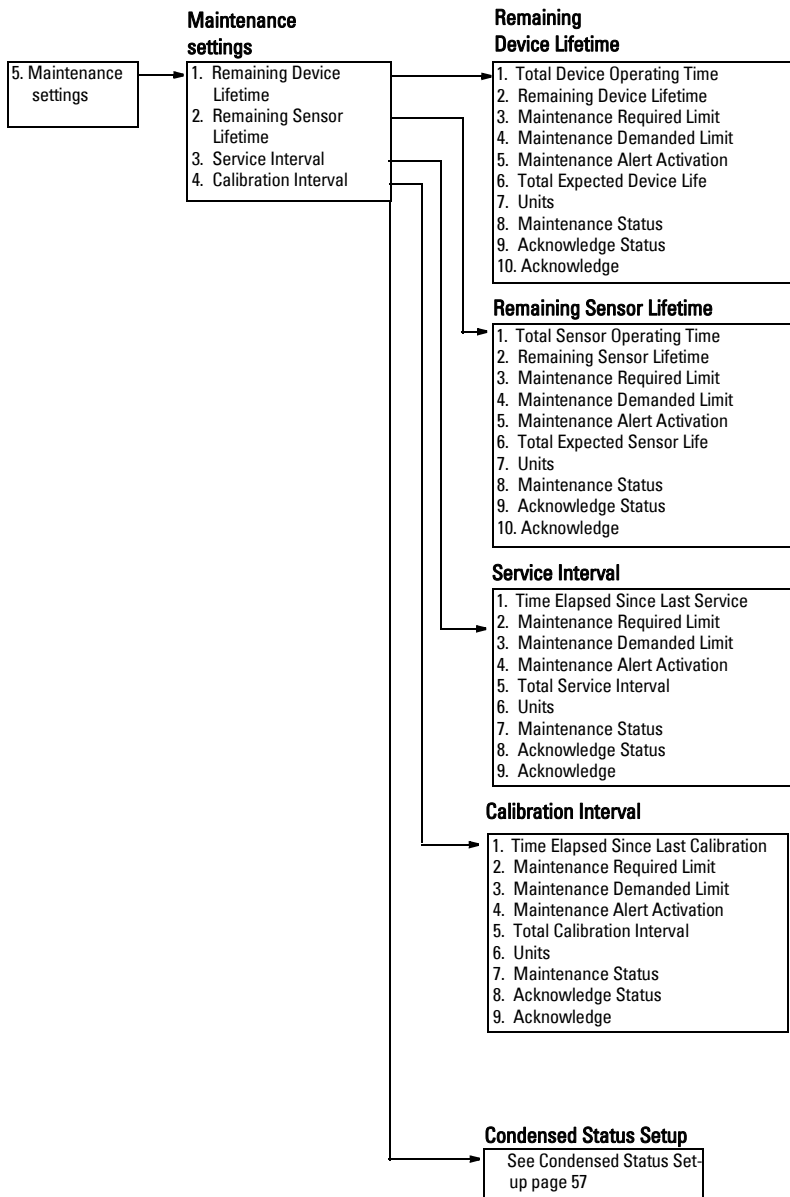 5. Maintenance
settings
Maintenance
settings
1. Remaining Device
Lifetime
2. Remaining Sensor
Lifetime
3. Service Interval
4. Calibration Interval
Remaining
Device Lifetime
1. Total Device Operating Time
2. Remaining Device Lifetime
3. Maintenance Required Limit
4. Maintenance Demanded Limit
5. Maintenance Alert Activation
6. Total Expected Device Life
7. Units
8. Maintenance Status
9. Acknowledge Status
10. Acknowledge
Remaining Sensor Lifetime
1. Total Sensor Operating Time
2. Remaining Sensor Lifetime
3. Maintenance Required Limit
4. Maintenance Demanded Limit
5. Maintenance Alert Activation
6. Total Expected Sensor Life
7. Units
8. Maintenance Status
9. Acknowledge Status
10. Acknowledge
Service Interval
1. Time Elapsed Since Last Service
2. Maintenance Required Limit
3. Maintenance Demanded Limit
4. Maintenance Alert Activation
5. Total Service Interval
6. Units
7. Maintenance Status
8. Acknowledge Status
9. Acknowledge
Calibration Interval
1. Time Elapsed Since Last Calibration
2. Maintenance Required Limit
3. Maintenance Demanded Limit
4. Maintenance Alert Activation
5. Total Calibration Interval
6. Units
7. Maintenance Status
8. Acknowledge Status
9. Acknowledge
Condensed Status Setup
See Condensed Status Set-
up page 57